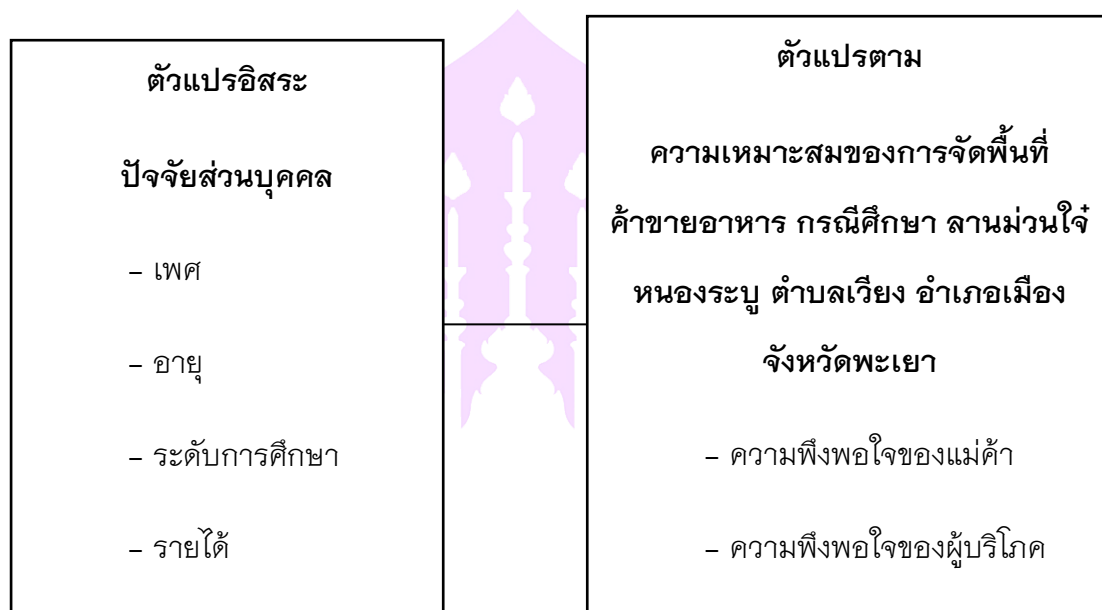 ตัวแปรอิสระ
ปัจจัยส่วนบุคคล
– เพศ
– อายุ
– ระดับการศึกษา
– รายได้
ตัวแปรตาม
ความเหมาะสมของการจัดพื้นที่
ค้าขายอาหาร กรณีศึกษา ลานม่วนใจ๋
หนองระบู ตำบลเวียง อำเภอเมือง
จังหวัดพะเยา
– ความพึงพอใจของแม่ค้า
– ความพึงพอใจของผู้บริโภค